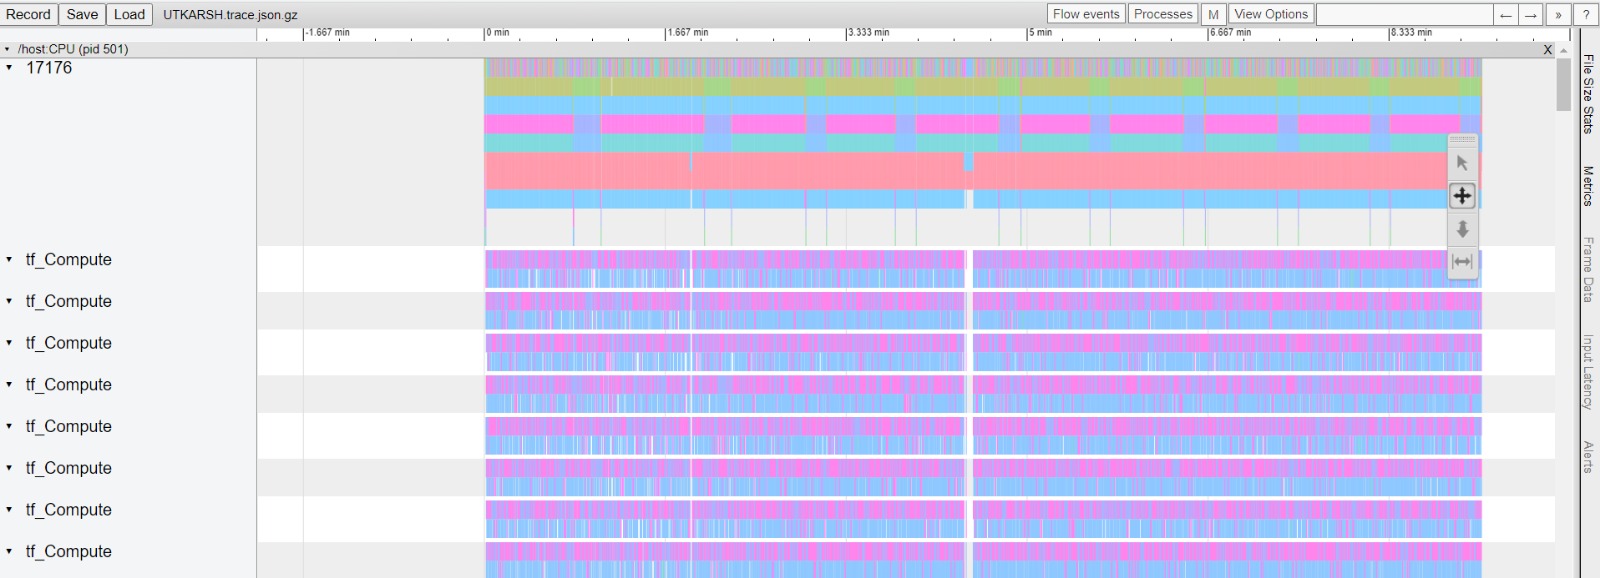 Record Save Load UTKARSH.trace.json.gz Flow events Processes M View Options ← → » ?
-1.667 min 0 min 1.667 min 3.333 min 5 min 6.667 min 8.333 min
/host:CPU (pid 501) X
17176
tf_Compute
tf_Compute
tf_Compute
tf_Compute
tf_Compute
tf_Compute
tf_Compute
tf_Compute
File Size Stats
Metrics
Frame Data
Input Latency
Alerts